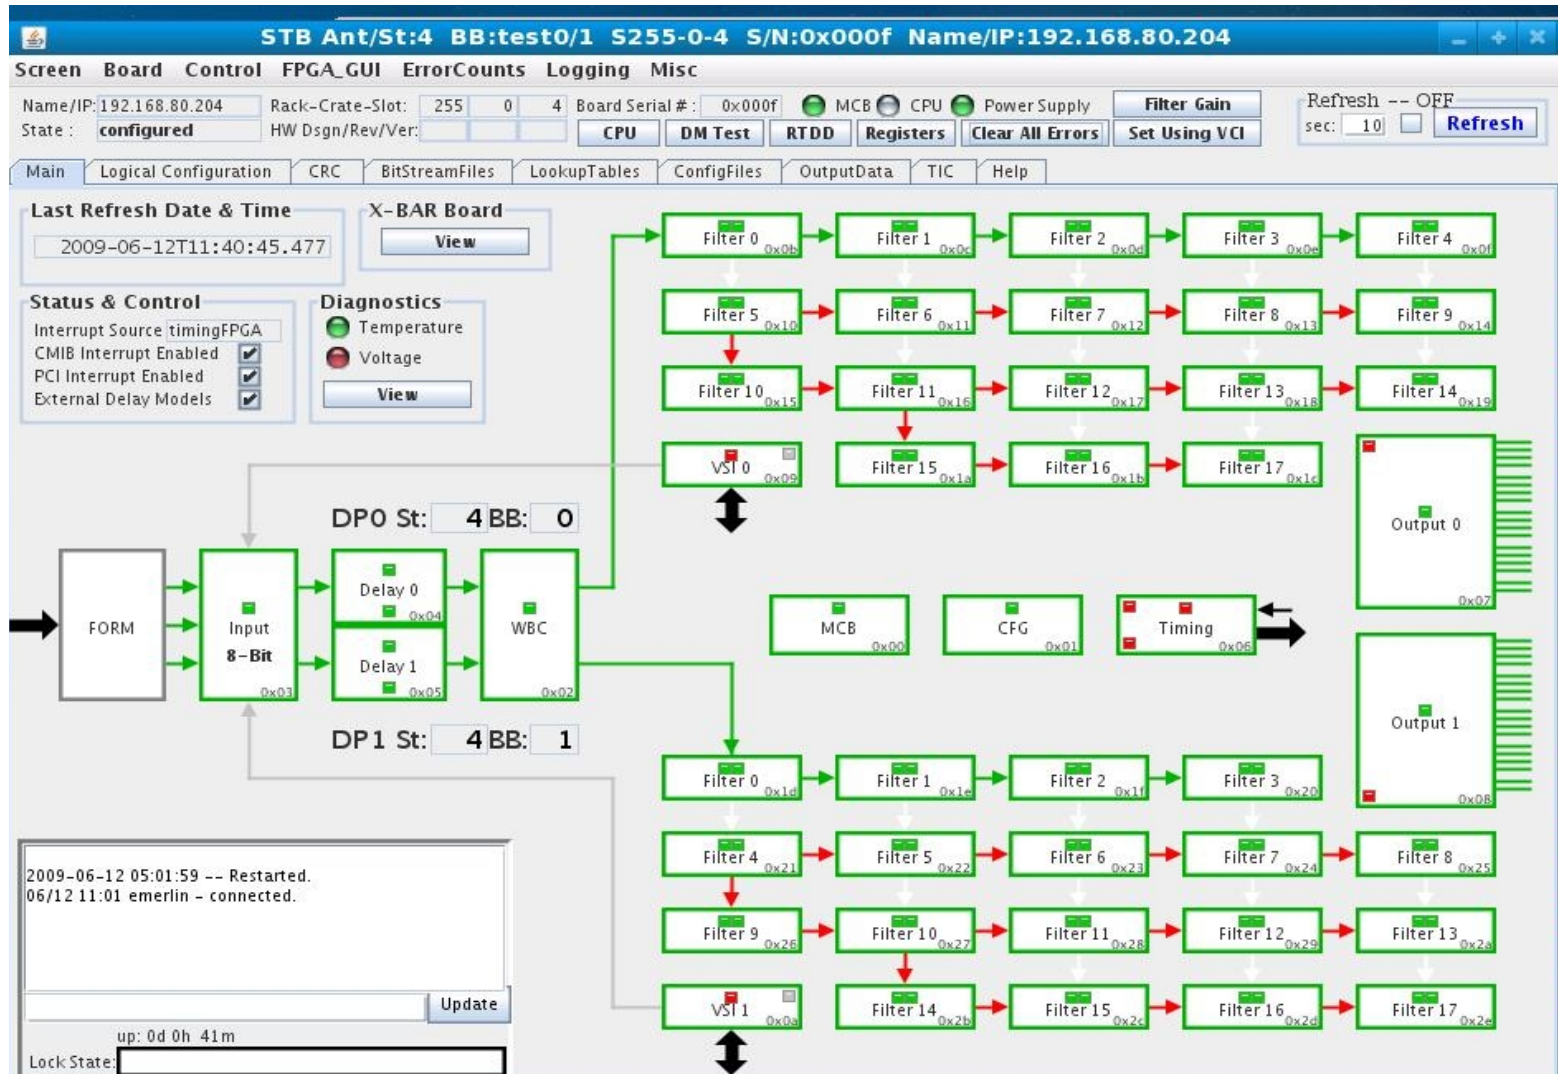 STB Ant/St:4 BB:test0/1 S255-0-4 S/N:0x000f Name/IP:192.168.80.204
Screen Board Control FPGA_GUI ErrorCounts Logging Misc
Name/IP: 192.168.80.204 Rack-Crate-Slot: 255 0 4 Board Serial # : 0x000f MCB CPU Power Supply Filter Gain Refresh -- OFF
State : configured HW Dsgn/Rev/Ver: CPU DM Test RTDD Registers Clear All Errors Set Using VCI sec: 10 Refresh
Main Logical Configuration CRC BitStreamFiles LookupTables ConfigFiles OutputData TIC Help
Last Refresh Date & Time
2009-06-12T11:40:45.477
X-BAR Board
View
Status & Control
Interrupt Source timingFPGA
CMIB Interrupt Enabled
PCI Interrupt Enabled
External Delay Models
Diagnostics
Temperature
Voltage
View
Filter 0 0x0b Filter 1 0x0c Filter 2 0x0d Filter 3 0x0e Filter 4 0x0f
Filter 5 0x10 Filter 6 0x11 Filter 7 0x12 Filter 8 0x13 Filter 9 0x14
Filter 10 0x15 Filter 11 0x16 Filter 12 0x17 Filter 13 0x18 Filter 14 0x19
VSI 0 0x09 Filter 15 0x1a Filter 16 0x1b Filter 17 0x1c
Output 0 0x07
DP0 St: 4 BB: 0
FORM
Input
8-Bit
0x03
Delay 0 0x04
Delay 1 0x05
WBC 0x02
MCB 0x00 CFG 0x01 Timing 0x06
Output 1 0x08
DP1 St: 4 BB: 1
Filter 0 0x1d Filter 1 0x1e Filter 2 0x1f Filter 3 0x20
Filter 4 0x21 Filter 5 0x22 Filter 6 0x23 Filter 7 0x24 Filter 8 0x25
Filter 9 0x26 Filter 10 0x27 Filter 11 0x28 Filter 12 0x29 Filter 13 0x2a
VSI 1 0x0a Filter 14 0x2b Filter 15 0x2c Filter 16 0x2d Filter 17 0x2e
2009-06-12 05:01:59 -- Restarted.
06/12 11:01 emerlin - connected.
Update
up: 0d 0h 41m
Lock State: